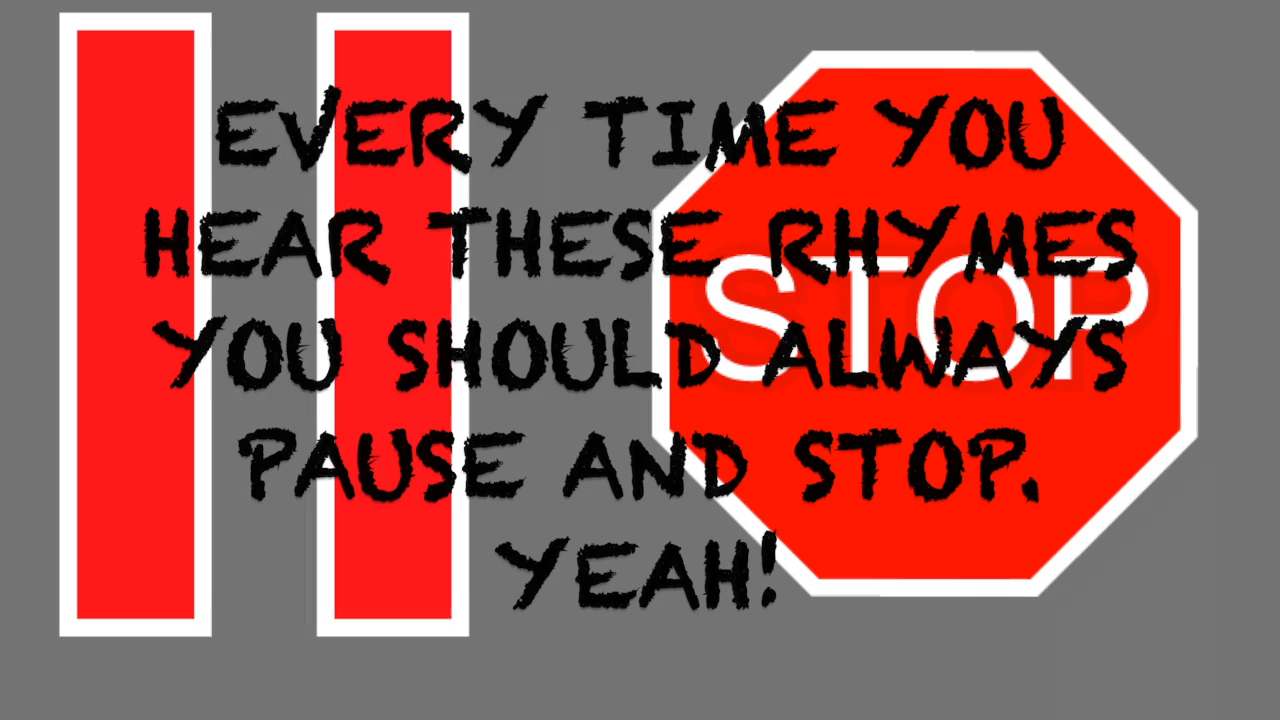 EVERY TIME YOU
HEAR THESE RHYMES
STOP
YOU SHOULD ALWAYS
PAUSE AND STOP.
YEAH!